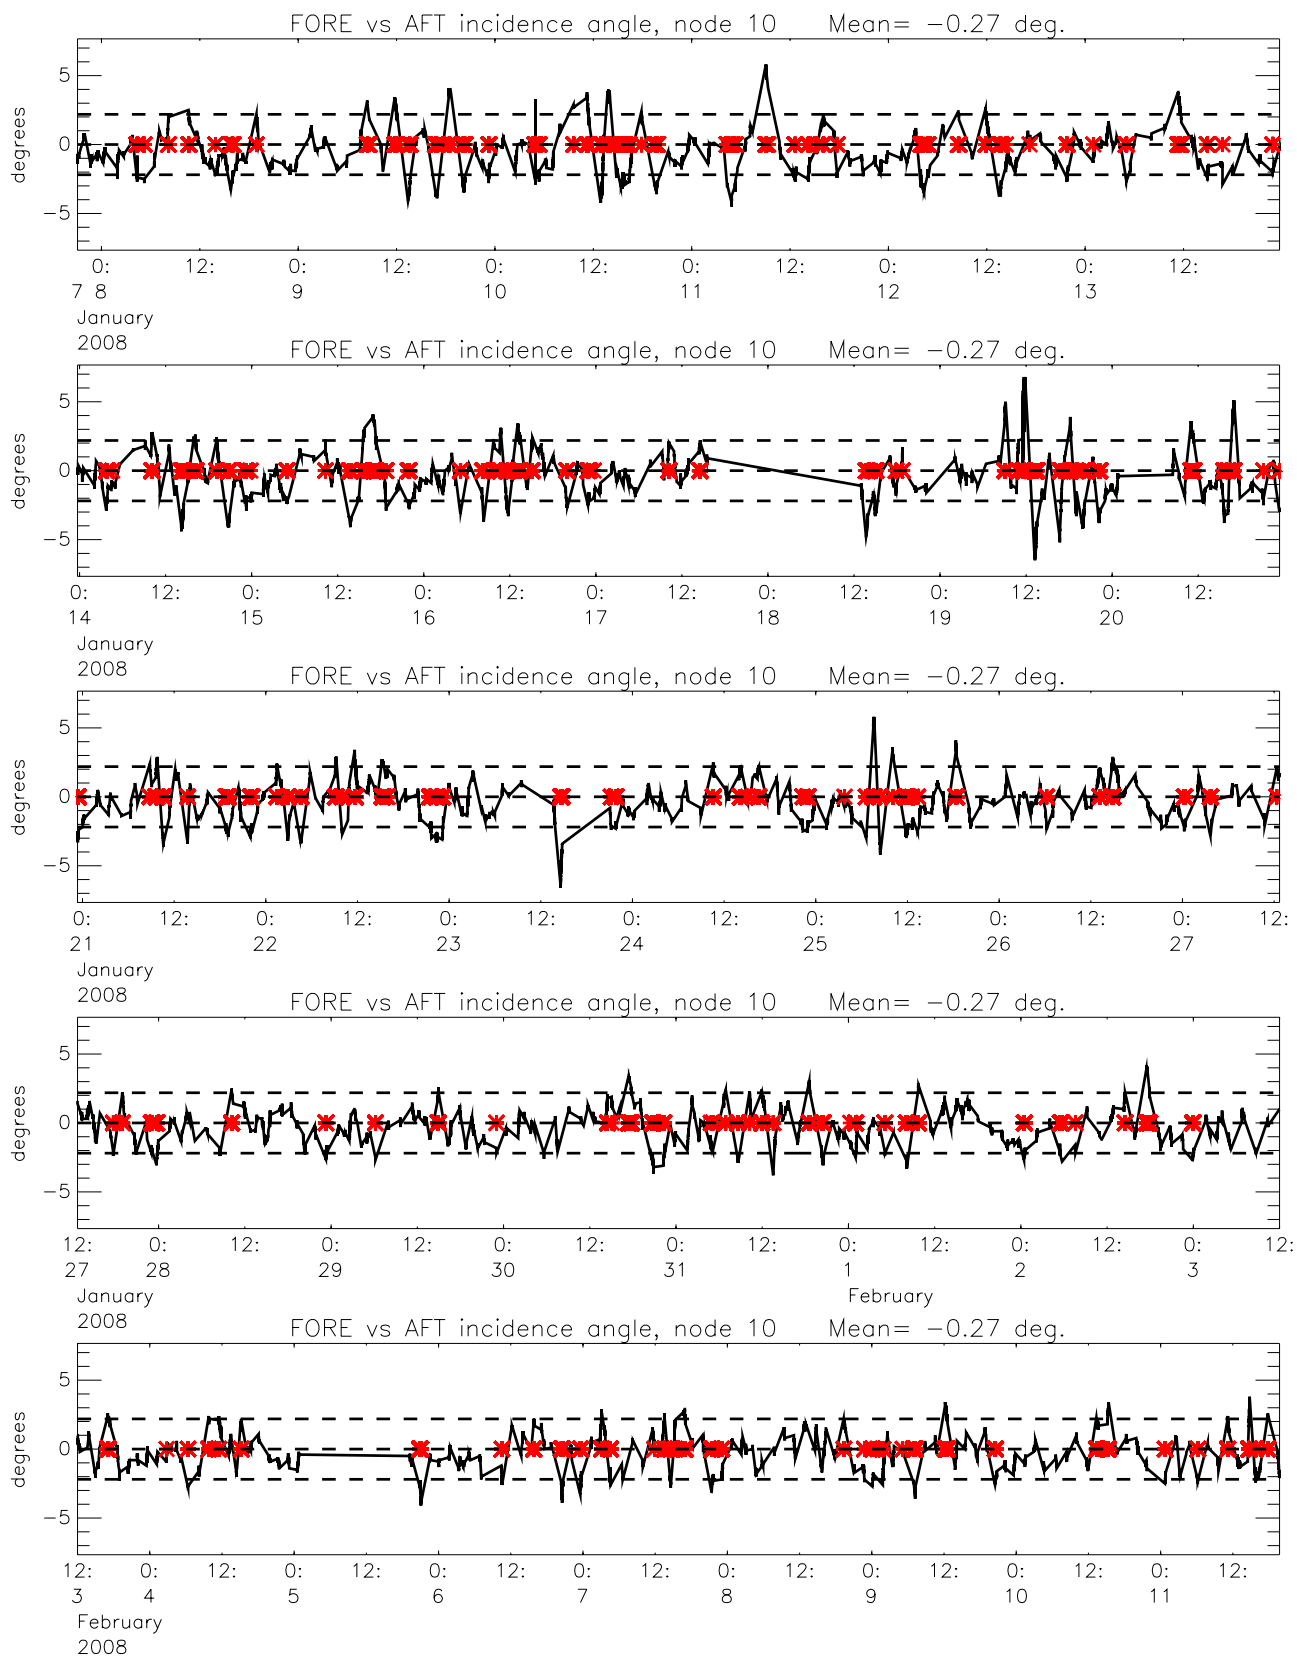 FORE vs AFT incidence angle, node 10 Mean= −0.27 deg.
5
0
−5
degrees
0: 12: 0: 12: 0: 12: 0: 12: 0: 12: 0: 12:
7 8 9 10 11 12 13
January
2008
FORE vs AFT incidence angle, node 10 Mean= −0.27 deg.
5
0
−5
degrees
0: 12: 0: 12: 0: 12: 0: 12: 0: 12: 0: 12: 0: 12:
14 15 16 17 18 19 20
January
2008
FORE vs AFT incidence angle, node 10 Mean= −0.27 deg.
5
0
−5
degrees
0: 12: 0: 12: 0: 12: 0: 12: 0: 12: 0: 12: 0: 12:
21 22 23 24 25 26 27
January
2008
FORE vs AFT incidence angle, node 10 Mean= −0.27 deg.
5
0
−5
degrees
12: 0: 12: 0: 12: 0: 12: 0: 12: 0: 12: 0: 12: 0: 12:
27 28 29 30 31 1 2 3
January February
2008
FORE vs AFT incidence angle, node 10 Mean= −0.27 deg.
5
0
−5
degrees
12: 0: 12: 0: 12: 0: 12: 0: 12: 0: 12: 0: 12: 0: 12: 0: 12:
3 4 5 6 7 8 9 10 11
February
2008